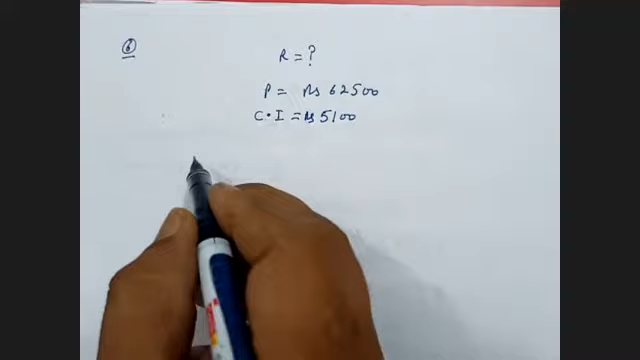 6
R = ?
P = Rs 62500
C.I = Rs 5100